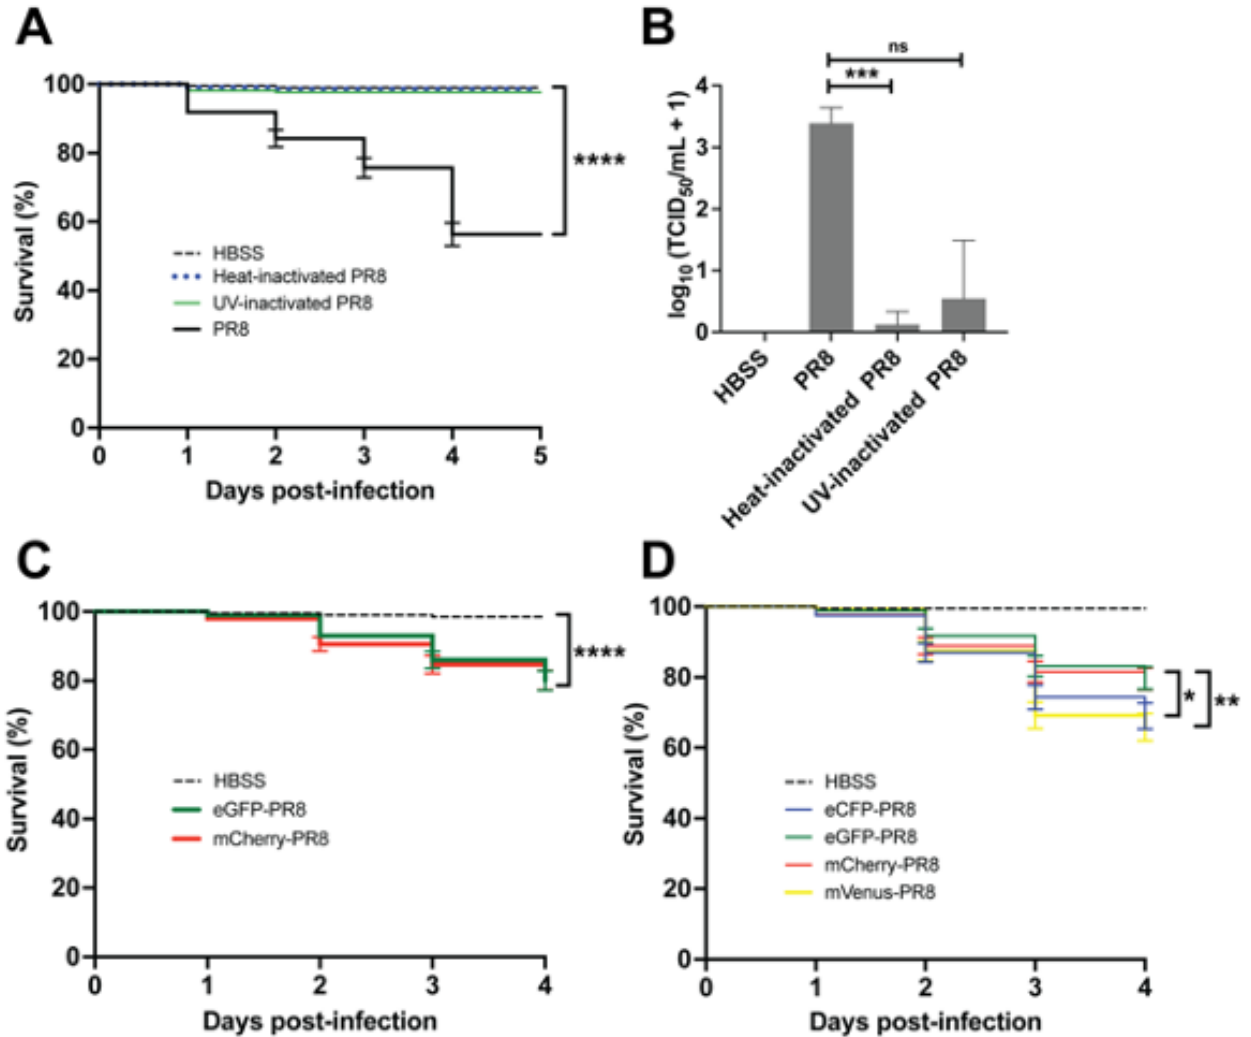 A
100
80
60
40
20
0
0 1 2 3 4 5
Survival (%)
Days post-infection
HBSS
Heat-inactivated PR8
UV-inactivated PR8
PR8
****
B
ns
***
4
3
2
1
0
log10 (TCID50/mL + 1)
HBSS
PR8
Heat-inactivated PR8
UV-inactivated PR8
C
100
80
60
40
20
0
0 1 2 3 4
Survival (%)
Days post-infection
HBSS
eGFP-PR8
mCherry-PR8
****
D
100
80
60
40
20
0
0 1 2 3 4
Survival (%)
Days post-infection
HBSS
eCFP-PR8
eGFP-PR8
mCherry-PR8
mVenus-PR8
*
**